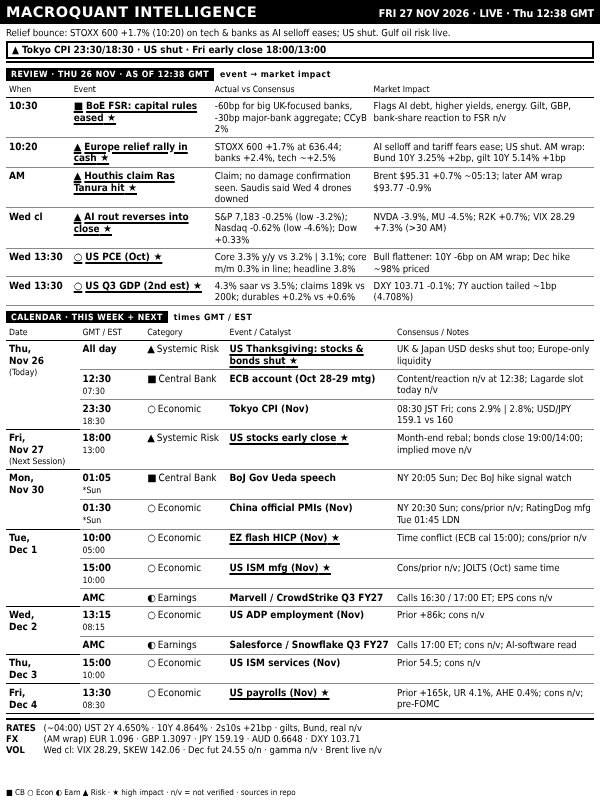 MACROQUANT INTELLIGENCE FRI 27 NOV 2026 · LIVE · Thu 12:38 GMT
Relief bounce: STOXX 600 +1.7% (10:20) on tech & banks as AI selloff eases; US shut. Gulf oil risk live.
▲ Tokyo CPI 23:30/18:30 · US shut · Fri early close 18:00/13:00
REVIEW · THU 26 NOV · AS OF 12:38 GMT event → market impact
When Event Actual vs Consensus Market Impact
10:30 ■ BoE FSR: capital rules -60bp for big UK-focused banks, Flags AI debt, higher yields, energy. Gilt, GBP,
eased ★ -30bp major-bank aggregate; CCyB bank-share reaction to FSR n/v
2%
10:20 ▲ Europe relief rally in STOXX 600 +1.7% at 636.44; AI selloff and tariff fears ease; US shut. AM wrap:
cash ★ banks +2.4%, tech ~+2.5% Bund 10Y 3.25% +2bp, gilt 10Y 5.14% +1bp
AM ▲ Houthis claim Ras Claim; no damage confirmation Brent $95.31 +0.7% ~05:13; later AM wrap
Tanura hit ★ seen. Saudis said Wed 4 drones $93.77 -0.9%
downed
Wed cl ▲ AI rout reverses into S&P 7,183 -0.25% (low -3.2%); NVDA -3.9%, MU -4.5%; R2K +0.7%; VIX 28.29
close ★ Nasdaq -0.62% (low -4.6%); Dow +7.3% (>30 AM)
+0.33%
Wed 13:30 ○ US PCE (Oct) ★ Core 3.3% y/y vs 3.2% | 3.1%; core Bull flattener: 10Y -6bp on AM wrap; Dec hike
m/m 0.3% in line; headline 3.8% ~98% priced
Wed 13:30 ○ US Q3 GDP (2nd est) ★ 4.3% saar vs 3.5%; claims 189k vs DXY 103.71 -0.1%; 7Y auction tailed ~1bp
200k; durables +0.2% vs +0.6% (4.708%)
CALENDAR · THIS WEEK + NEXT times GMT / EST
Date GMT / EST Category Event / Catalyst Consensus / Notes
Thu, All day ▲ Systemic Risk US Thanksgiving: stocks & UK & Japan USD desks shut too; Europe-only
Nov 26 bonds shut ★ liquidity
(Today)
12:30 ■ Central Bank ECB account (Oct 28-29 mtg) Content/reaction n/v at 12:38; Lagarde slot
07:30 today n/v
23:30 ○ Economic Tokyo CPI (Nov) 08:30 JST Fri; cons 2.9% | 2.8%; USD/JPY
18:30 159.1 vs 160
Fri, 18:00 ▲ Systemic Risk US stocks early close ★ Month-end rebal; bonds close 19:00/14:00;
Nov 27 13:00 implied move n/v
(Next Session)
Mon, 01:05 ■ Central Bank BoJ Gov Ueda speech NY 20:05 Sun; Dec BoJ hike signal watch
Nov 30 *Sun
01:30 ○ Economic China official PMIs (Nov) NY 20:30 Sun; cons/prior n/v; RatingDog mfg
*Sun Tue 01:45 LDN
Tue, 10:00 ○ Economic EZ flash HICP (Nov) ★ Time conflict (ECB cal 15:00); cons/prior n/v
Dec 1 05:00
15:00 ○ Economic US ISM mfg (Nov) ★ Cons/prior n/v; JOLTS (Oct) same time
10:00
AMC ◐ Earnings Marvell / CrowdStrike Q3 FY27 Calls 16:30 / 17:00 ET; EPS cons n/v
Wed, 13:15 ○ Economic US ADP employment (Nov) Prior +86k; cons n/v
Dec 2 08:15
AMC ◐ Earnings Salesforce / Snowflake Q3 FY27 Calls 17:00 ET; cons n/v; AI-software read
Thu, 15:00 ○ Economic US ISM services (Nov) Prior 54.5; cons n/v
Dec 3 10:00
Fri, 13:30 ○ Economic US payrolls (Nov) ★ Prior +165k, UR 4.1%, AHE 0.4%; cons n/v;
Dec 4 08:30 pre-FOMC
RATES (~04:00) UST 2Y 4.650% · 10Y 4.864% · 2s10s +21bp · gilts, Bund, real n/v
FX (AM wrap) EUR 1.096 · GBP 1.3097 · JPY 159.19 · AUD 0.6648 · DXY 103.71
VOL Wed cl: VIX 28.29, SKEW 142.06 · Dec fut 24.55 o/n · gamma n/v · Brent live n/v
■ CB ○ Econ ◐ Earn ▲ Risk · ★ high impact · n/v = not verified · sources in repo